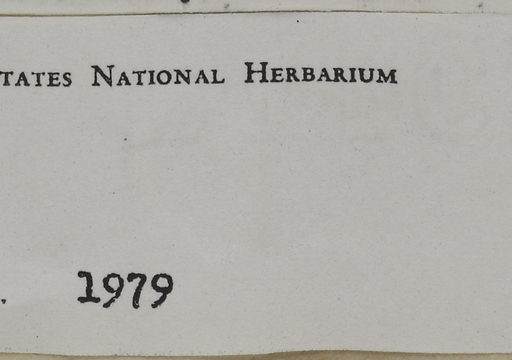 TATES NATIONAL HERBARIUM
. 1979